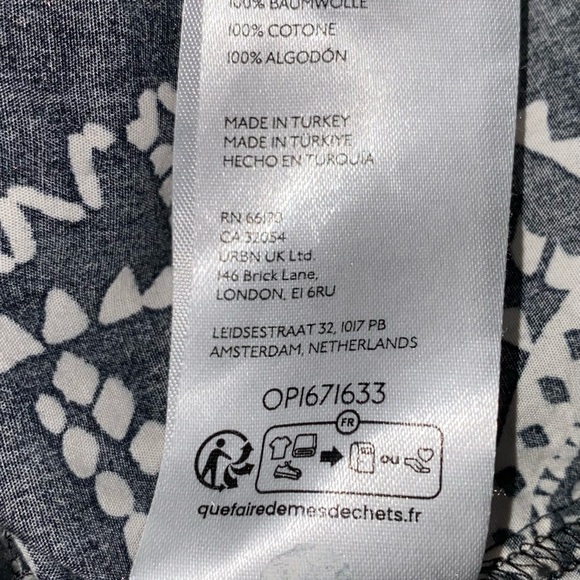 100% BAUMWOLLE
100% COTONE
100% ALGODÓN
MADE IN TURKEY
MADE IN TÜRKIYE
HECHO EN TURQUÍA
RN 66170
CA 32054
URBN UK Ltd.
146 Brick Lane,
LONDON, E1 6RU
LEIDSESTRAAT 32, 1017 PB
AMSTERDAM, NETHERLANDS
OP1671633
FR
ou
quefairedemesdechets.fr